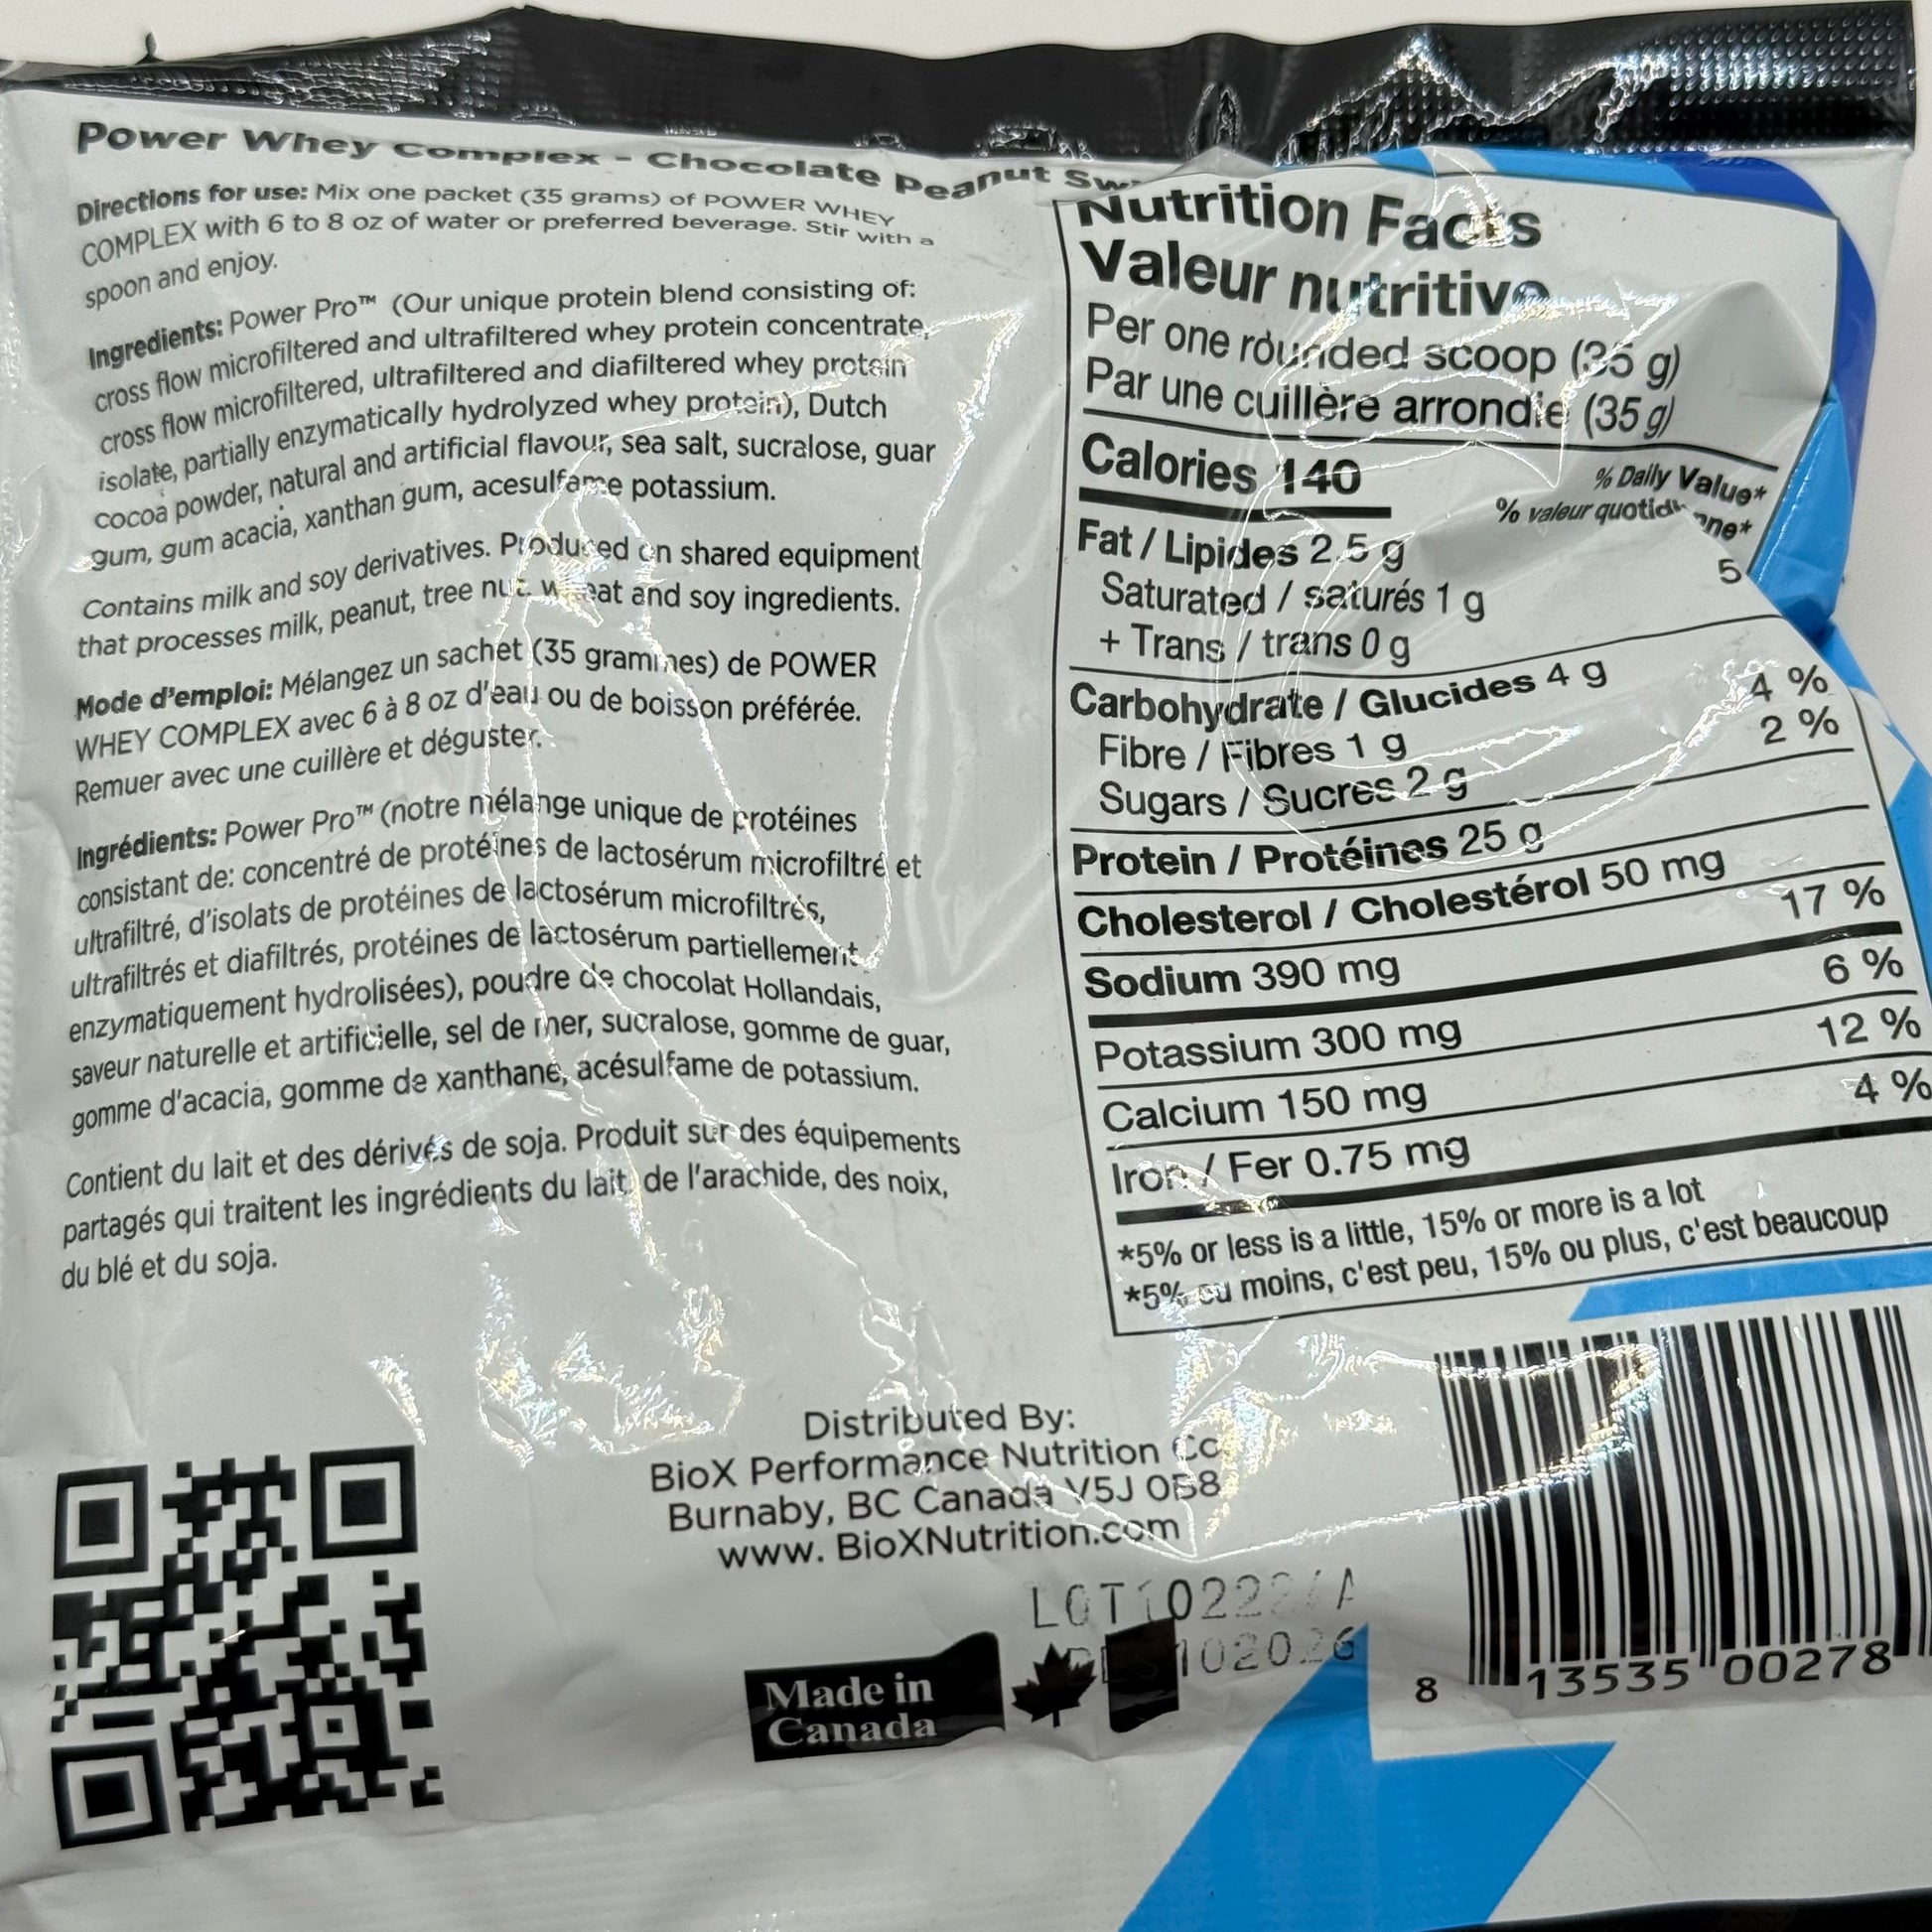 Power Whey Complex - Chocolate Peanut
Directions for use: Mix one packet (35 grams) of POWER WHEY
COMPLEX with 6 to 8 oz of water or preferred beverage. Stir with a
spoon and enjoy.
Ingredients: Power Pro™ (Our unique protein blend consisting of:
cross flow microfiltered and ultrafiltered whey protein concentrate,
cross flow microfiltered, ultrafiltered and diafiltered whey protein
isolate, partially enzymatically hydrolyzed whey protein), Dutch
cocoa powder, natural and artificial flavour, sea salt, sucralose, guar
gum, gum acacia, xanthan gum, acesulfame potassium.
Contains milk and soy derivatives. Produced on shared equipment
that processes milk, peanut, tree nut, wheat and soy ingredients.
Mode d'emploi: Mélangez un sachet (35 grammes) de POWER
WHEY COMPLEX avec 6 à 8 oz d'eau ou de boisson préférée.
Remuer avec une cuillère et déguster.
Ingrédients: Power Pro™ (notre mélange unique de protéines
consistant de: concentré de protéines de lactosérum microfiltré et
ultrafiltré, d'isolats de protéines de lactosérum microfiltrés,
ultrafiltrés et diafiltrés, protéines de lactosérum partiellement
enzymatiquement hydrolisées), poudre de chocolat Hollandais,
saveur naturelle et artificielle, sel de mer, sucralose, gomme de guar,
gomme d'acacia, gomme de xanthane, acésulfame de potassium.
Contient du lait et des dérivés de soja. Produit sur des équipements
partagés qui traitent les ingrédients du lait, de l'arachide, des noix,
du blé et du soja.
Nutrition Facts
Valeur nutritive
Per one rounded scoop (35 g)
Par une cuillère arrondie (35 g)
Calories 140
% Daily Value*
% valeur quotidienne*
Fat / Lipides 2.5 g
Saturated / saturés 1 g 5
+ Trans / trans 0 g
Carbohydrate / Glucides 4 g
Fibre / Fibres 1 g 4 %
Sugars / Sucres 2 g 2 %
Protein / Protéines 25 g
Cholesterol / Cholestérol 50 mg
Sodium 390 mg 17 %
Potassium 300 mg 6 %
Calcium 150 mg 12 %
Iron / Fer 0.75 mg 4 %
*5% or less is a little, 15% or more is a lot
*5% ou moins, c'est peu, 15% ou plus, c'est beaucoup
Distributed By:
BioX Performance Nutrition
Burnaby, BC Canada V5J 0B8
www. BioXNutrition.com
102026
Made in
Canada
8 13535 00278